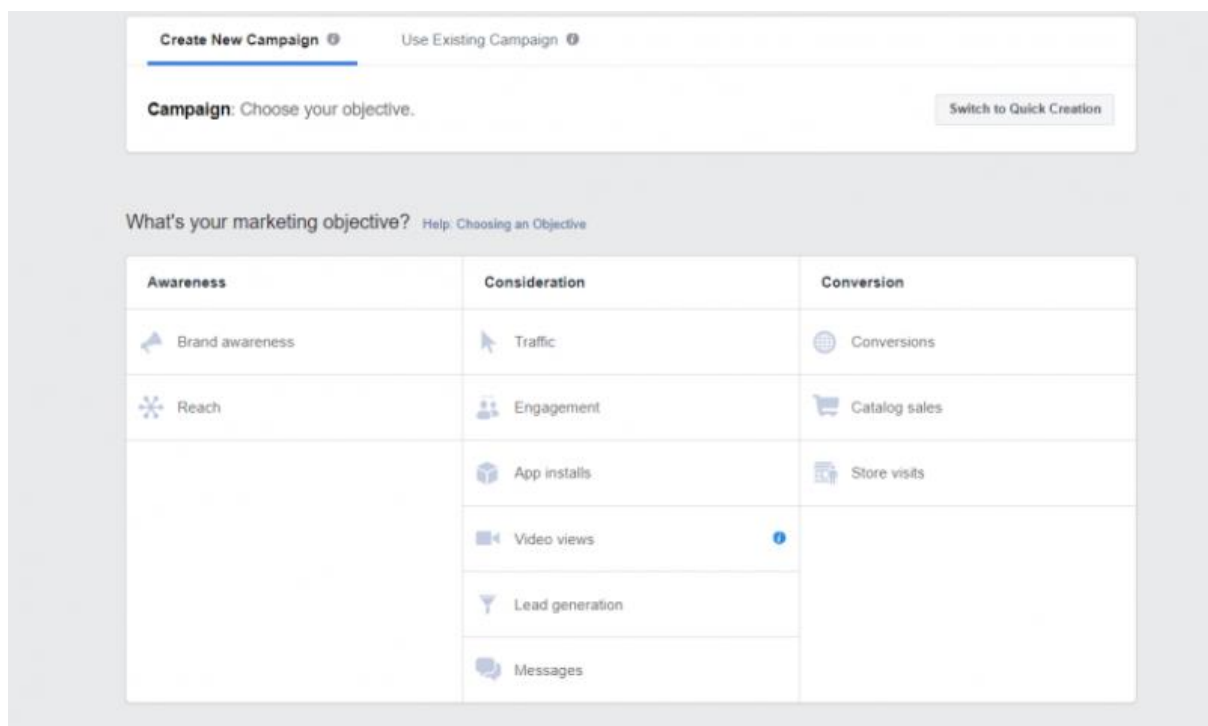 Create New Campaign
Use Existing Campaign
Campaign: Choose your objective.
Switch to Quick Creation
What's your marketing objective? Help: Choosing an Objective
Awareness
Consideration
Conversion
Brand awareness
Traffic
Conversions
Reach
Engagement
Catalog sales
App installs
Store visits
Video views
Lead generation
Messages